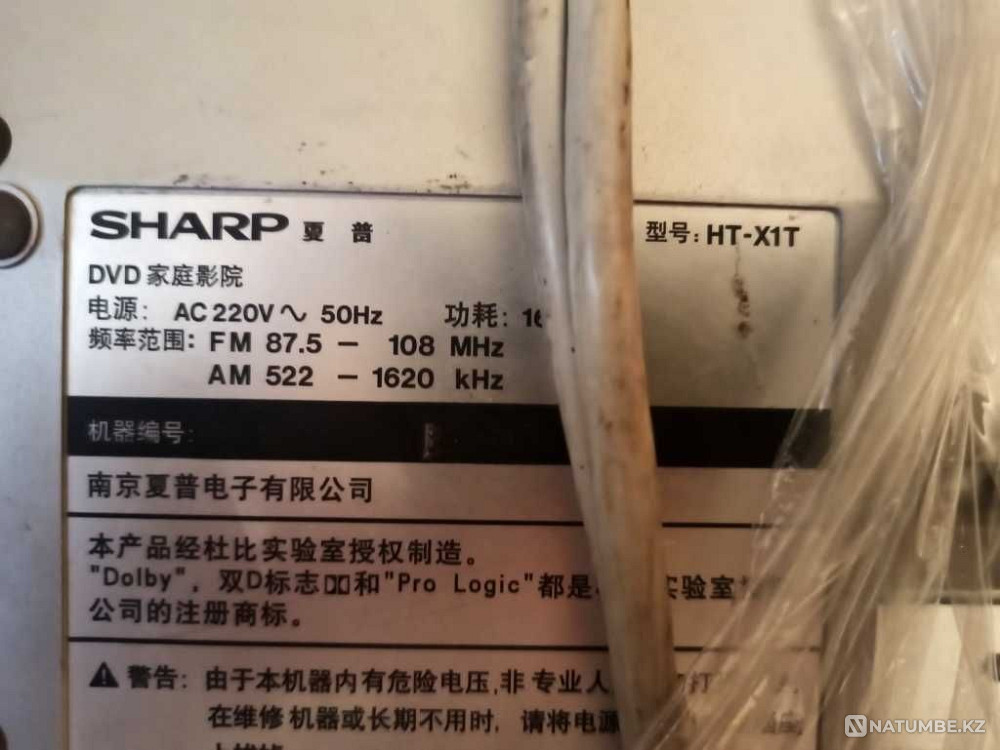 SHARP 夏普 型号: HT-X1T
DVD 家庭影院
电源: AC 220V～ 50Hz 功耗: 16
频率范围: FM 87.5 – 108 MHz
AM 522 – 1620 kHz
机器编号:
南京夏普电子有限公司
本产品经杜比实验室授权制造。
"Dolby", 双D标志和"Pro Logic"都是 实验室
公司的注册商标。
警告: 由于本机器内有危险电压,非专业人 打
在维修机器或长期不用时, 请将电源
NATUMBE.KZ